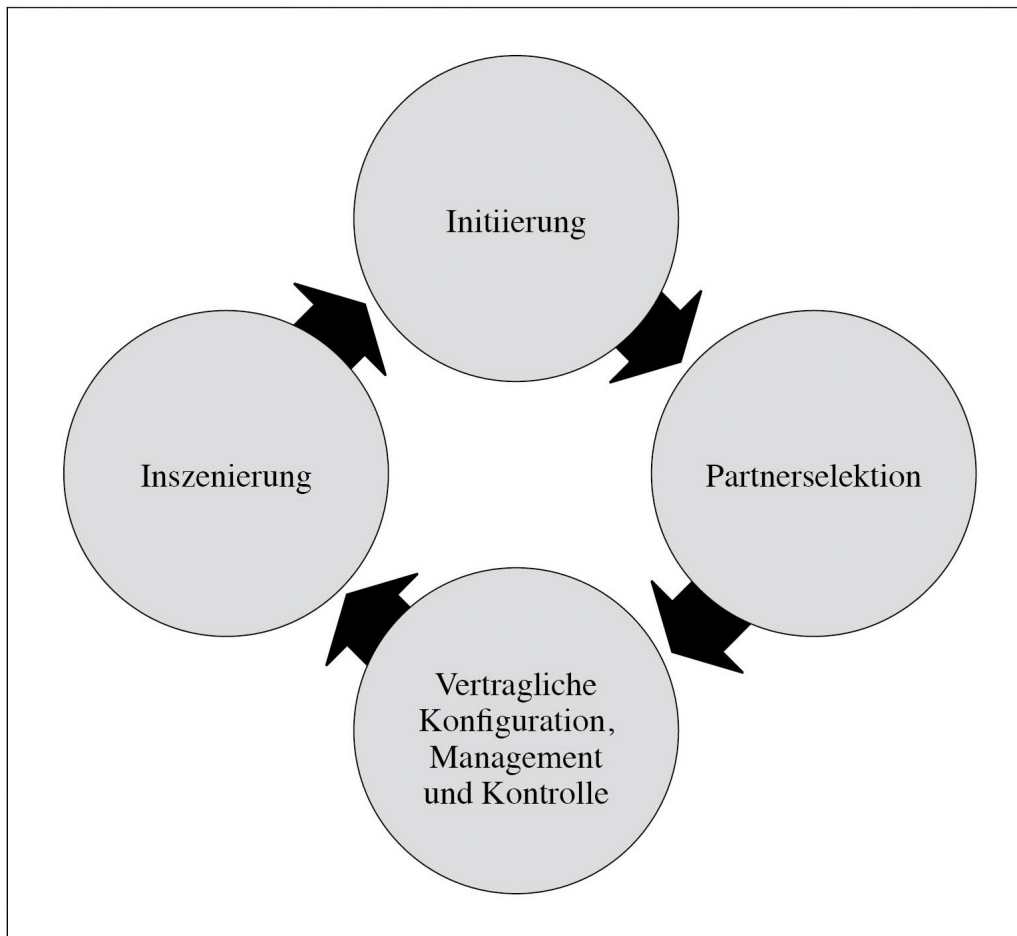 Initiierung
Inszenierung
Partnerselektion
Vertragliche
Konfiguration,
Management
und Kontrolle